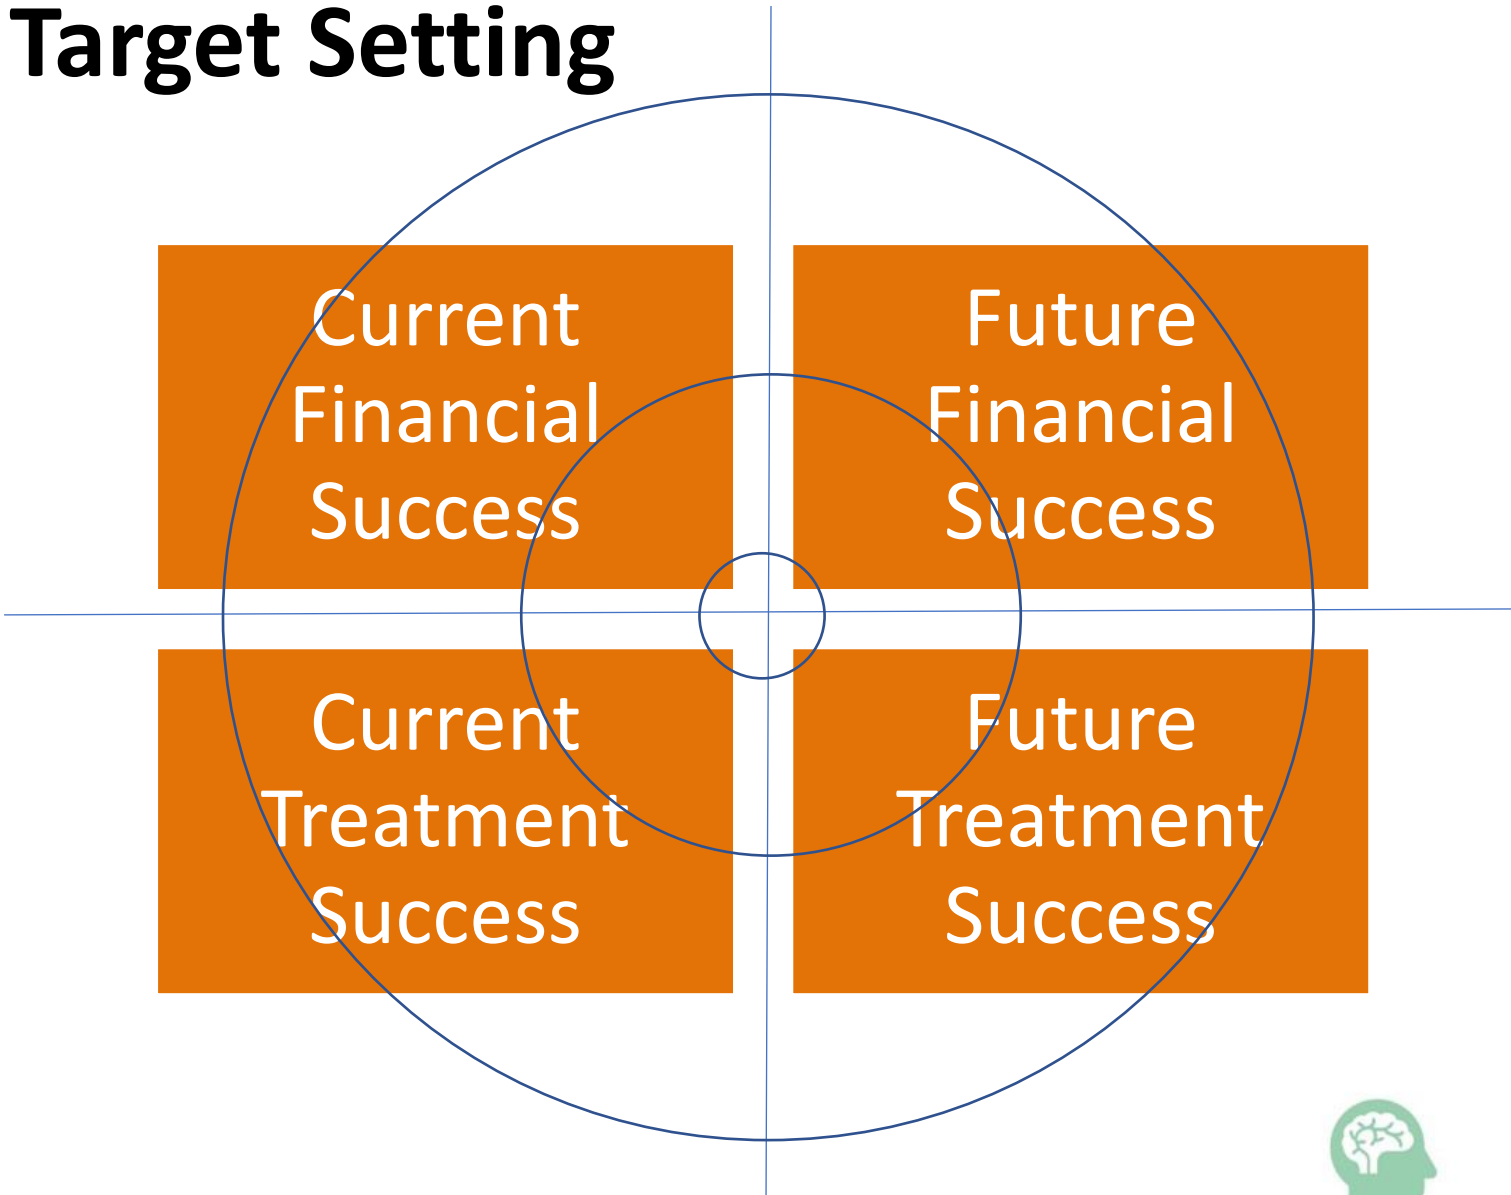 Target Setting
Current
Financial
Success
Future
Financial
Success
Current
Treatment
Success
Future
Treatment
Success